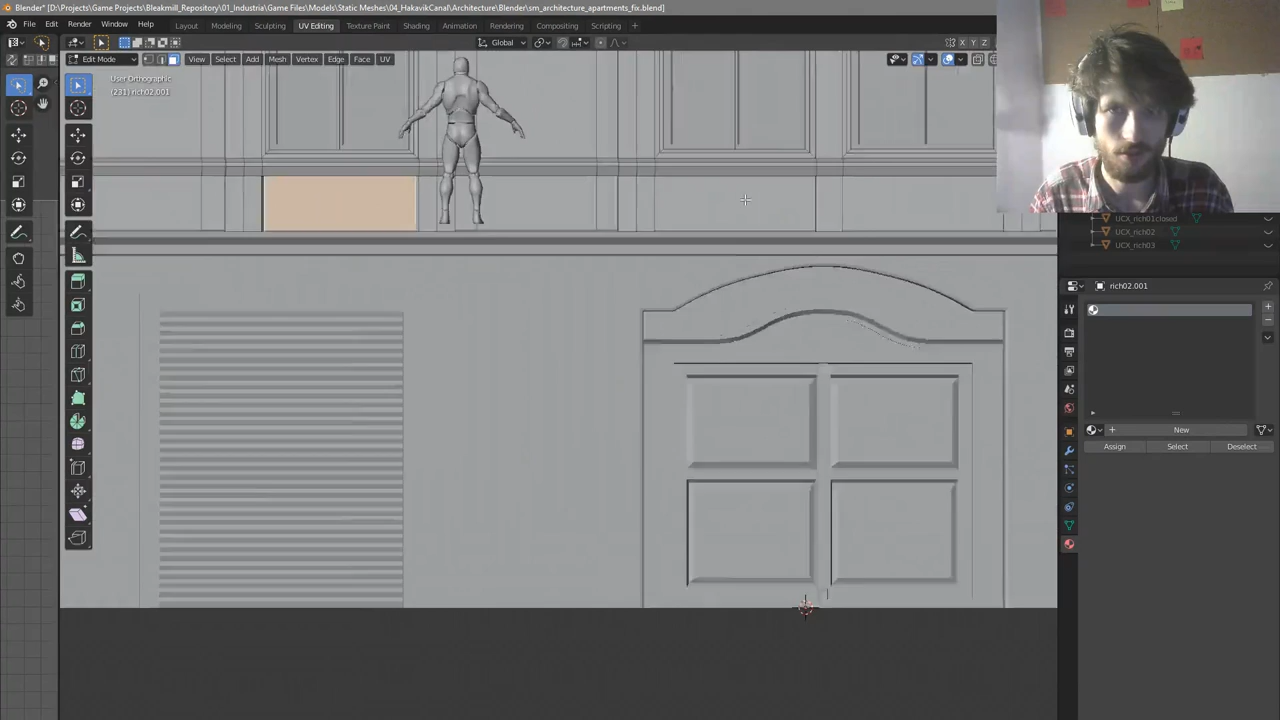 Blender* [D:\Projects\Game Projects\Bleakmill_Repository\01_Industria\Game Files\Models\Static Meshes\04_HakavikCanal\Architecture\Blender\sm_architecture_apartments_fix.blend]
File Edit Render Window Help Layout Modeling Sculpting UV Editing Texture Paint Shading Animation Rendering Compositing Scripting +
Global
Edit Mode View Select Add Mesh Vertex Edge Face UV X Y Z
User Orthographic
(231) rich02.001
UCX_rich01closed
UCX_rich02
UCX_rich03
rich02.001
New
Assign Select Deselect